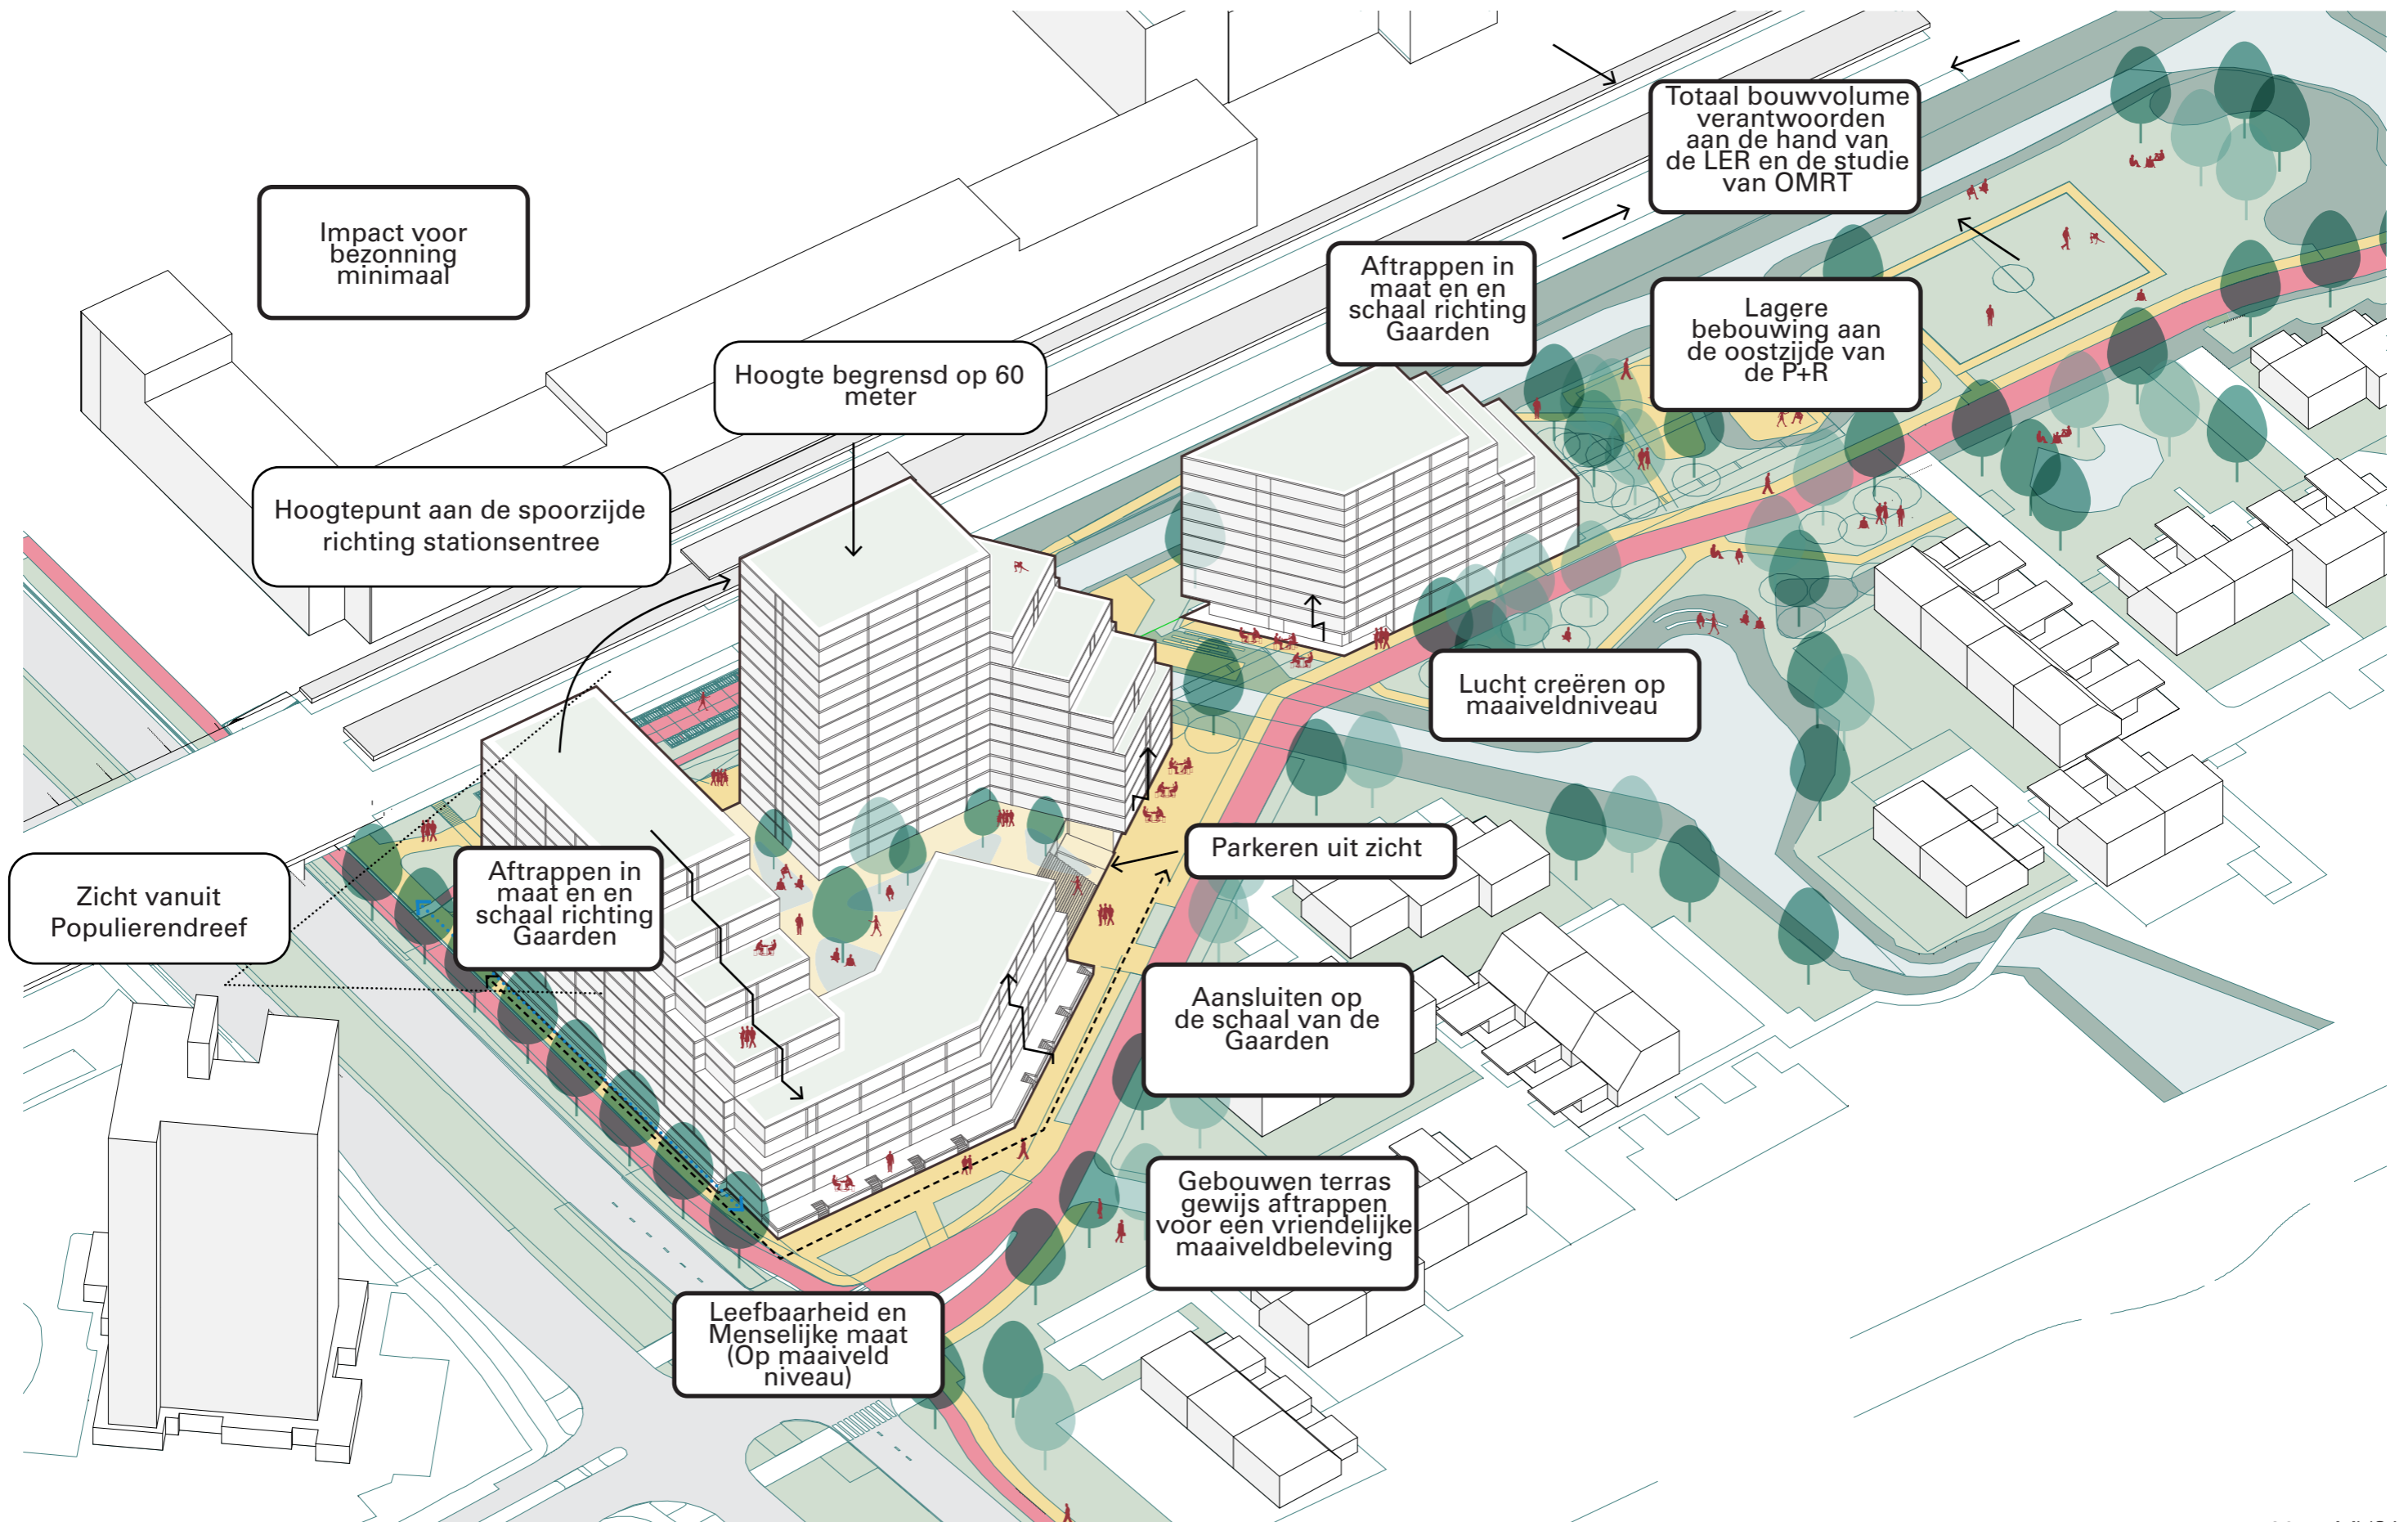 Totaal bouwvolume
verantwoorden
aan de hand van
de LER en de studie
van OMRT
Impact voor
bezonning
minimaal
Aftrappen in
maat en en
schaal richting
Gaarden
Lagere
bebouwing aan
de oostzijde van
de P+R
Hoogte begrensd op 60
meter
Hoogtepunt aan de spoorzijde
richting stationsentree
Lucht creëren op
maaiveldniveau
Parkeren uit zicht
Zicht vanuit
Populierendreef
Aftrappen in
maat en en
schaal richting
Gaarden
Aansluiten op
de schaal van de
Gaarden
Gebouwen terras
gewijs aftrappen
voor een vriendelijke
maaiveldbeleving
Leefbaarheid en
Menselijke maat
(Op maaiveld
niveau)